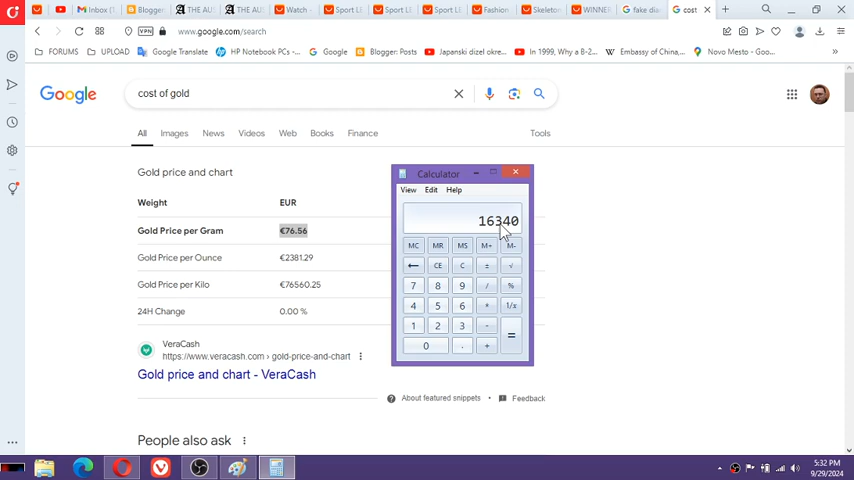 Blogger:
Inbox (1
THE AUS
THE AUS
Watch -
Sport LE
Sport LE
Sport LE
Fashion
Skeleton
WINNER
fake dia
cost
VPN
www.google.com/search
FORUMS
UPLOAD
Google Translate
HP Notebook PC -...
Google
Blogger: Posts
Japanski dizel okre...
In 1999, Why a B-2...
Embassy of China,...
Novo Mesto - Goo...
Google
cost of gold
All Images News Videos Web Books Finance Tools
Gold price and chart
Weight EUR
Gold Price per Gram €76.56
Gold Price per Ounce €2381.29
Gold Price per Kilo €76560.25
24H Change 0.00 %
Calculator
View Edit Help
16340
MC MR MS M+ M-
← CE C ± √
7 8 9 / %
4 5 6 * 1/x
1 2 3 - =
0 . +
VeraCash
https://www.veracash.com › gold-price-and-chart
Gold price and chart - VeraCash
About featured snippets • Feedback
People also ask
5:32 PM
9/29/2024